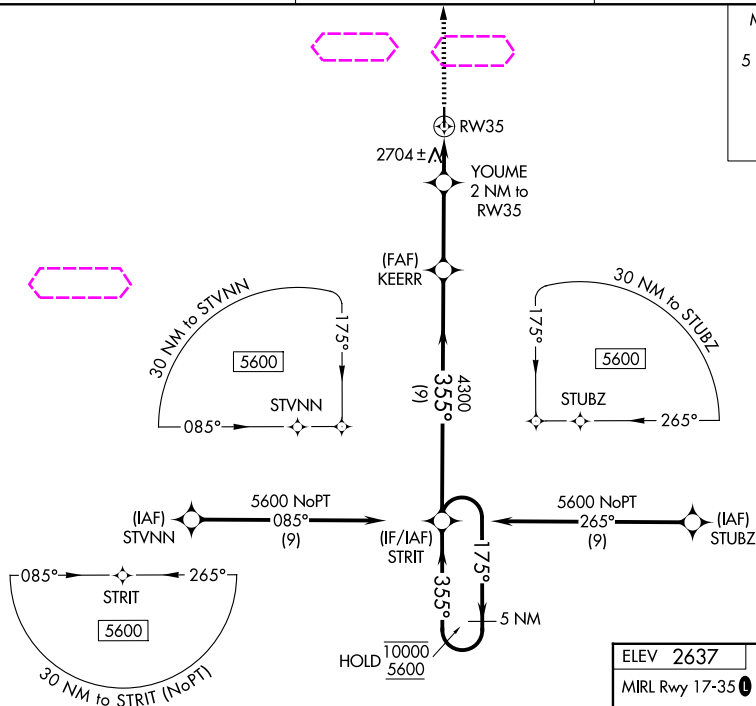 M
5
RW35
2704 ±
YOUME
2 NM to
RW35
(FAF)
KEERR
30 NM to STVNN
175°
5600
STVNN
085°
30 NM to STUBZ
175°
5600
STUBZ
265°
4300
355°
(9)
(IAF)
STVNN
5600 NoPT
085°
(9)
(IF/IAF)
STRIT
5600 NoPT
265°
(9)
(IAF)
STUBZ
085°
265°
STRIT
5600
30 NM to STRIT (NoPT)
355°
175°
5 NM
HOLD
10000
5600
ELEV 2637
MIRL Rwy 17-35 L